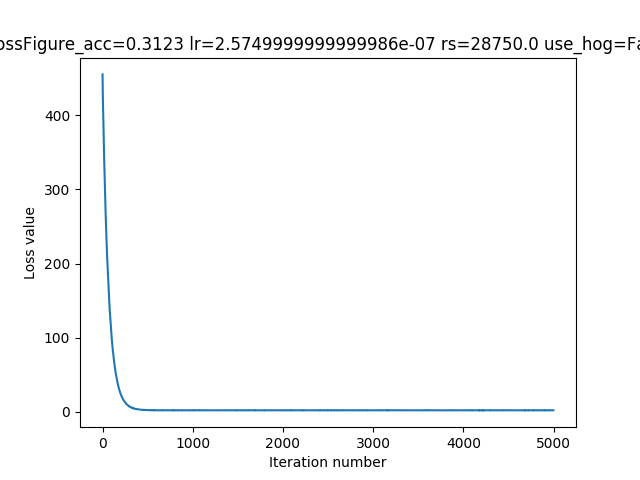 ossFigure_acc=0.3123 lr=2.5749999999999986e-07 rs=28750.0 use_hog=Fa
400
300
200
100
0
Loss value
0 1000 2000 3000 4000 5000
Iteration number